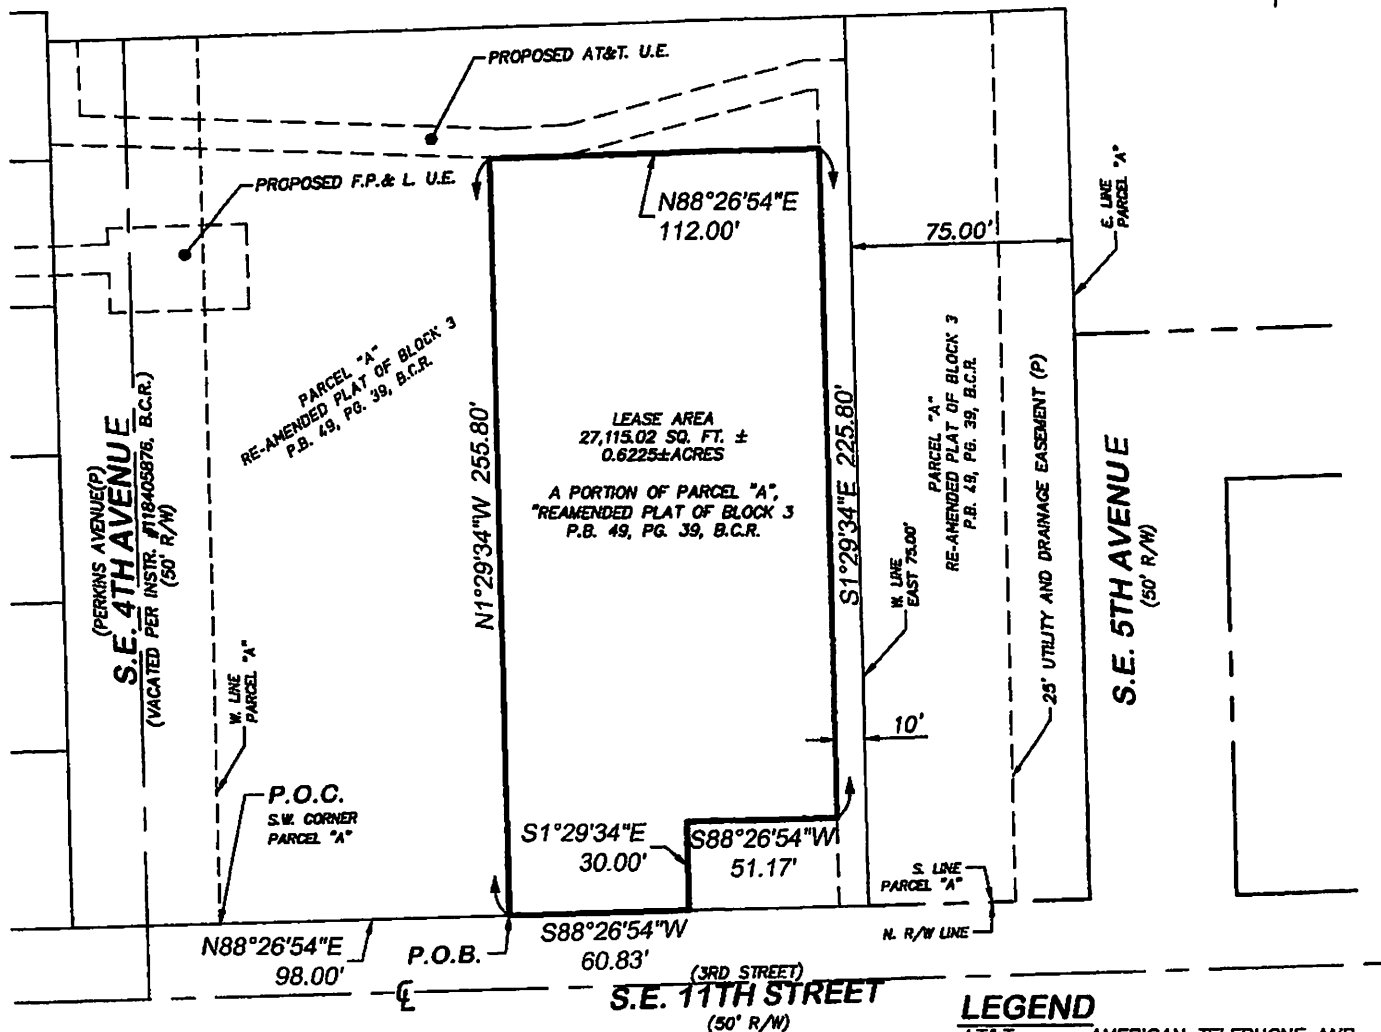 PROPOSED AT&T. U.E.
PROPOSED F.P.& L. U.E.
N88°26'54"E
112.00'
75.00'
E. LINE
PARCEL "A"
PARCEL "A"
RE-AMENDED PLAT OF BLOCK 3
P.B. 49, PG. 39, B.C.R.
N1°29'34"W 255.80'
LEASE AREA
27,115.02 SQ. FT. ±
0.6225±ACRES
A PORTION OF PARCEL "A",
"REAMENDED PLAT OF BLOCK 3
P.B. 49, PG. 39, B.C.R.
S1°29'34"E 225.80'
W. LINE
EAST 75.00'
PARCEL "A"
RE-AMENDED PLAT OF BLOCK 3
P.B. 49, PG. 39, B.C.R.
25' UTILITY AND DRAINAGE EASEMENT (P)
S.E. 5TH AVENUE
(50' R/W)
(PERKINS AVENUE(P)
S.E. 4TH AVENUE
(VACATED PER INSTR. #118405876, B.C.R.)
(50' R/W)
W. LINE
PARCEL "A"
10'
P.O.C.
S.W. CORNER
PARCEL "A"
S1°29'34"E
30.00'
S88°26'54"W
51.17'
S. LINE
PARCEL "A"
N. R/W LINE
N88°26'54"E
98.00'
P.O.B.
S88°26'54"W
60.83'
(3RD STREET)
℄
S.E. 11TH STREET
(50' R/W)
LEGEND
AT&T AMERICAN TELEPHONE AND